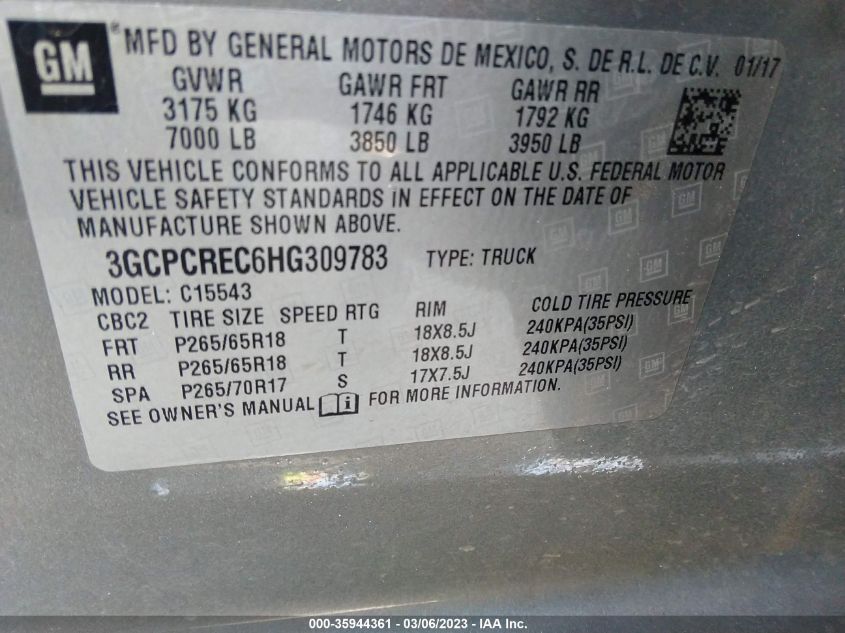 GM
® MFD BY GENERAL MOTORS DE MEXICO, S. DE R.L. DE C.V. 01/17
GVWR GAWR FRT GAWR RR
3175 KG 1746 KG 1792 KG
7000 LB 3850 LB 3950 LB
THIS VEHICLE CONFORMS TO ALL APPLICABLE U.S. FEDERAL MOTOR
VEHICLE SAFETY STANDARDS IN EFFECT ON THE DATE OF
MANUFACTURE SHOWN ABOVE.
3GCPCREC6HG309783 TYPE: TRUCK
MODEL: C15543
CBC2 TIRE SIZE SPEED RTG RIM COLD TIRE PRESSURE
FRT P265/65R18 T 18X8.5J 240KPA(35PSI)
RR P265/65R18 T 18X8.5J 240KPA(35PSI)
SPA P265/70R17 S 17X7.5J 240KPA(35PSI)
SEE OWNER'S MANUAL i FOR MORE INFORMATION.
000-35944361 - 03/06/2023 - IAA Inc.